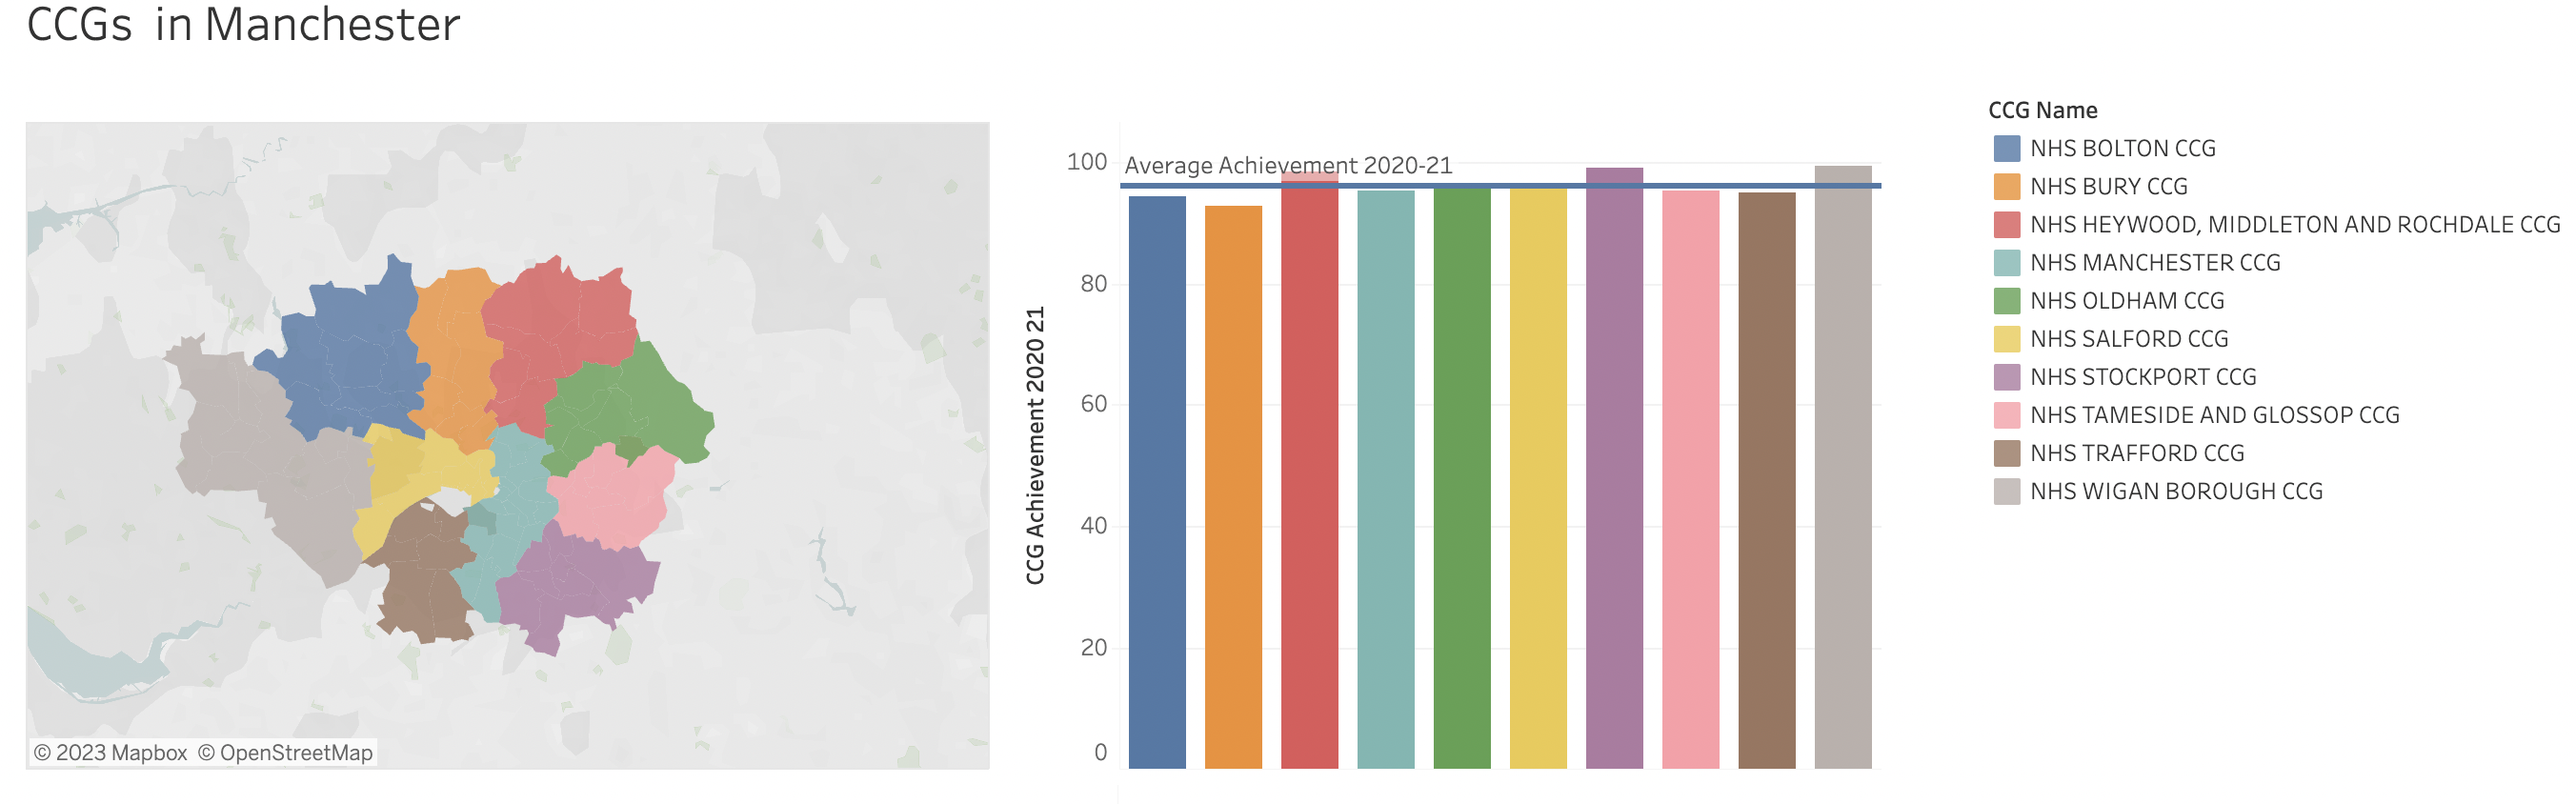 CCGs in Manchester
© 2023 Mapbox © OpenStreetMap
CCG Achievement 2020 21
100
80
60
40
20
0
Average Achievement 2020-21
CCG Name
NHS BOLTON CCG
NHS BURY CCG
NHS HEYWOOD, MIDDLETON AND ROCHDALE CCG
NHS MANCHESTER CCG
NHS OLDHAM CCG
NHS SALFORD CCG
NHS STOCKPORT CCG
NHS TAMESIDE AND GLOSSOP CCG
NHS TRAFFORD CCG
NHS WIGAN BOROUGH CCG